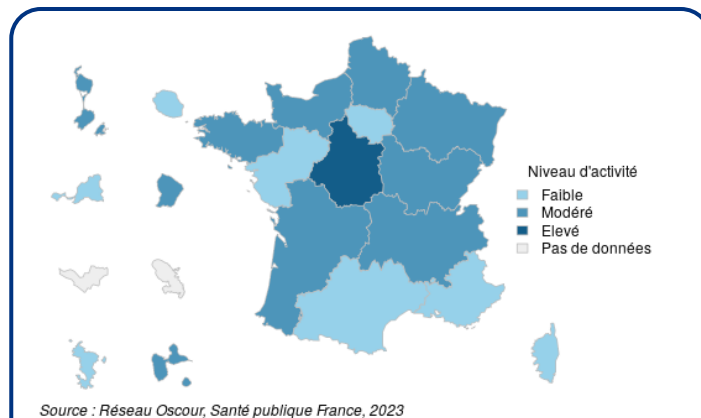 Niveau d'activité
Faible
Modéré
Elevé
Pas de données
Source : Réseau Oscour, Santé publique France, 2023